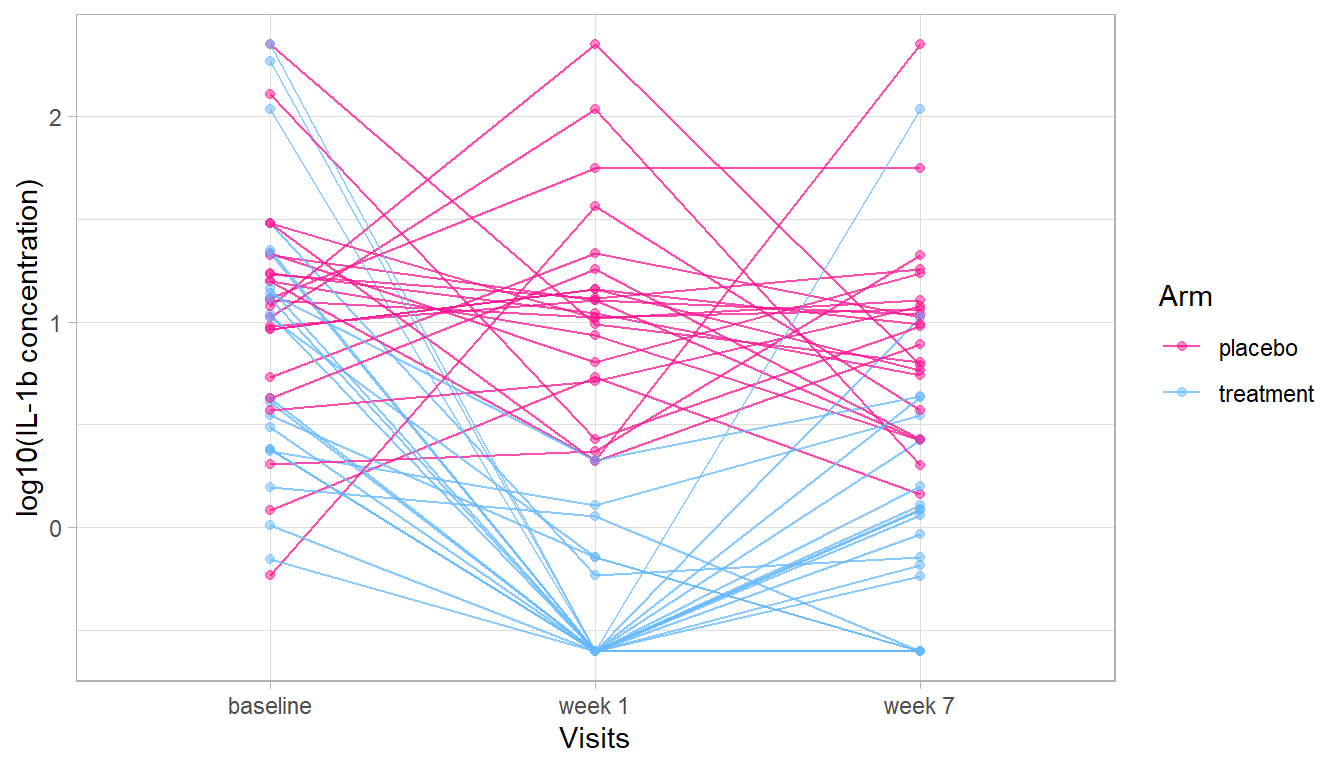 log10(IL-1b concentration)
2
1
0
baseline
week 1
week 7
Visits
Arm
placebo
treatment